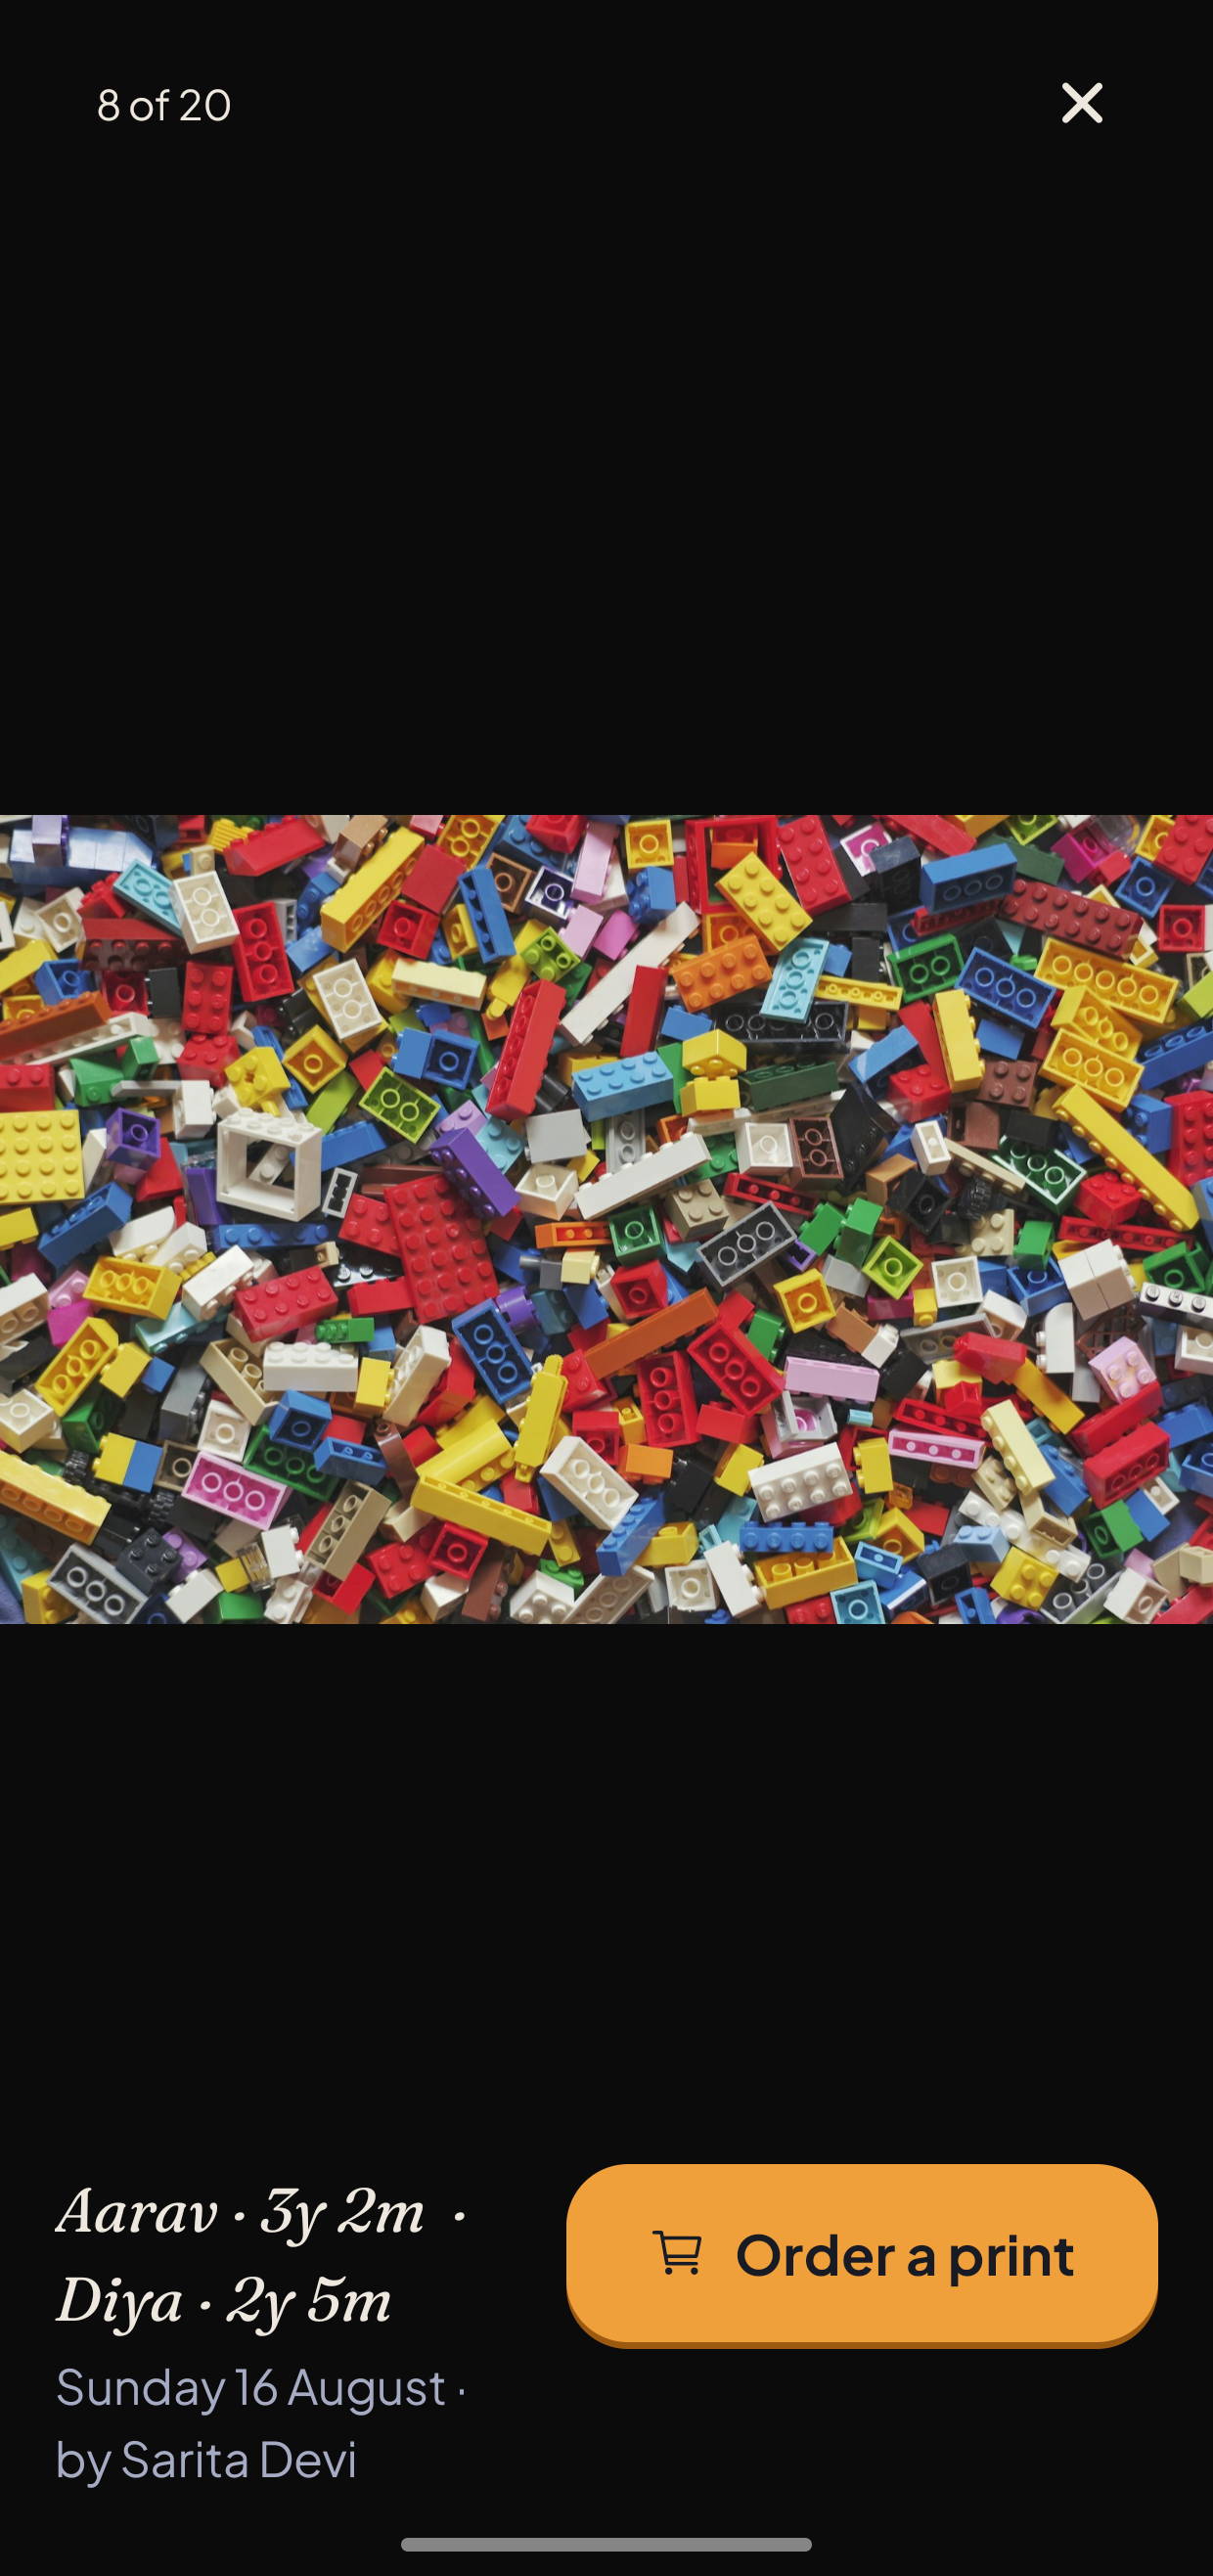 8 of 20
Aarav · 3y 2m ·
Diya · 2y 5m
Order a print
Sunday 16 August ·
by Sarita Devi